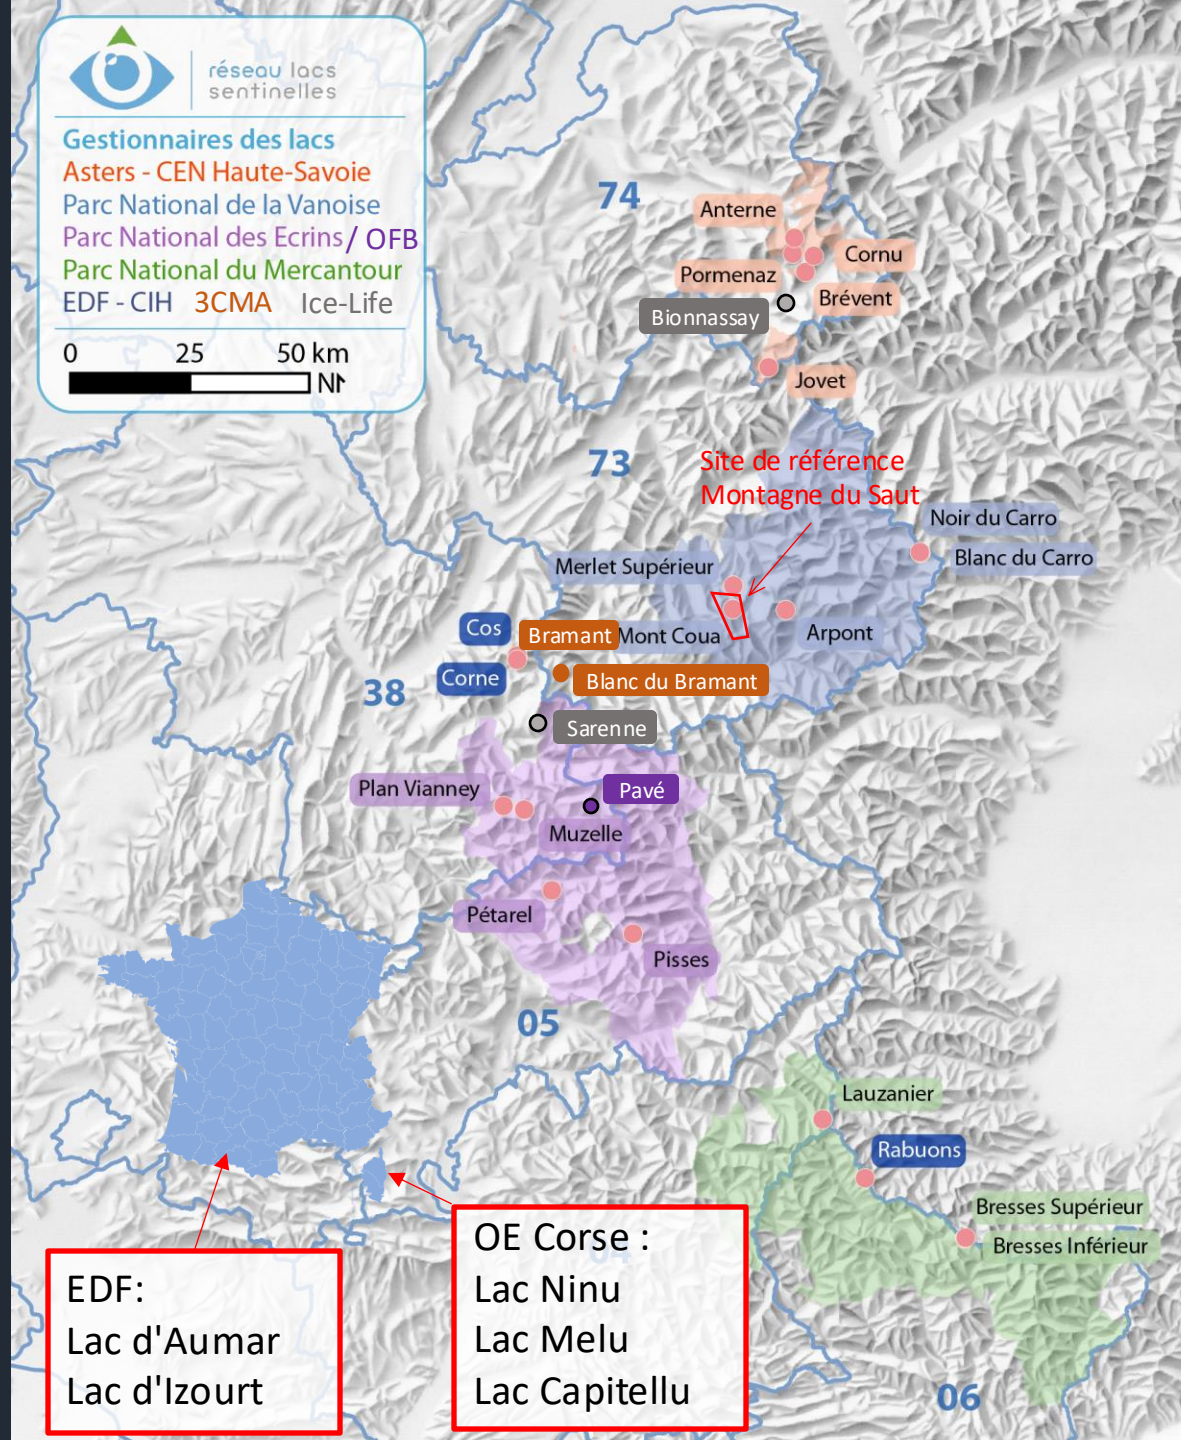 réseau lacs
sentinelles
Gestionnaires des lacs
Asters - CEN Haute-Savoie
Parc National de la Vanoise
Parc National des Ecrins / OFB
Parc National du Mercantour
EDF - CIH 3CMA Ice-Life
0 25 50 km
N
74
Anterne
Cornu
Pormenaz
Brévent
Bionnassay
Jovet
73
Site de référence
Montagne du Saut
Noir du Carro
Blanc du Carro
Merlet Supérieur
Cos
Bramant
Mont Coua
Arpont
Corne
Blanc du Bramant
38
Sarenne
Plan Vianney
Pavé
Muzelle
Pétarel
Pisses
05
Lauzanier
Rabuons
Bresses Supérieur
Bresses Inférieur
04
OE Corse :
Lac Ninu
Lac Melu
Lac Capitellu
EDF:
Lac d'Aumar
Lac d'Izourt
06